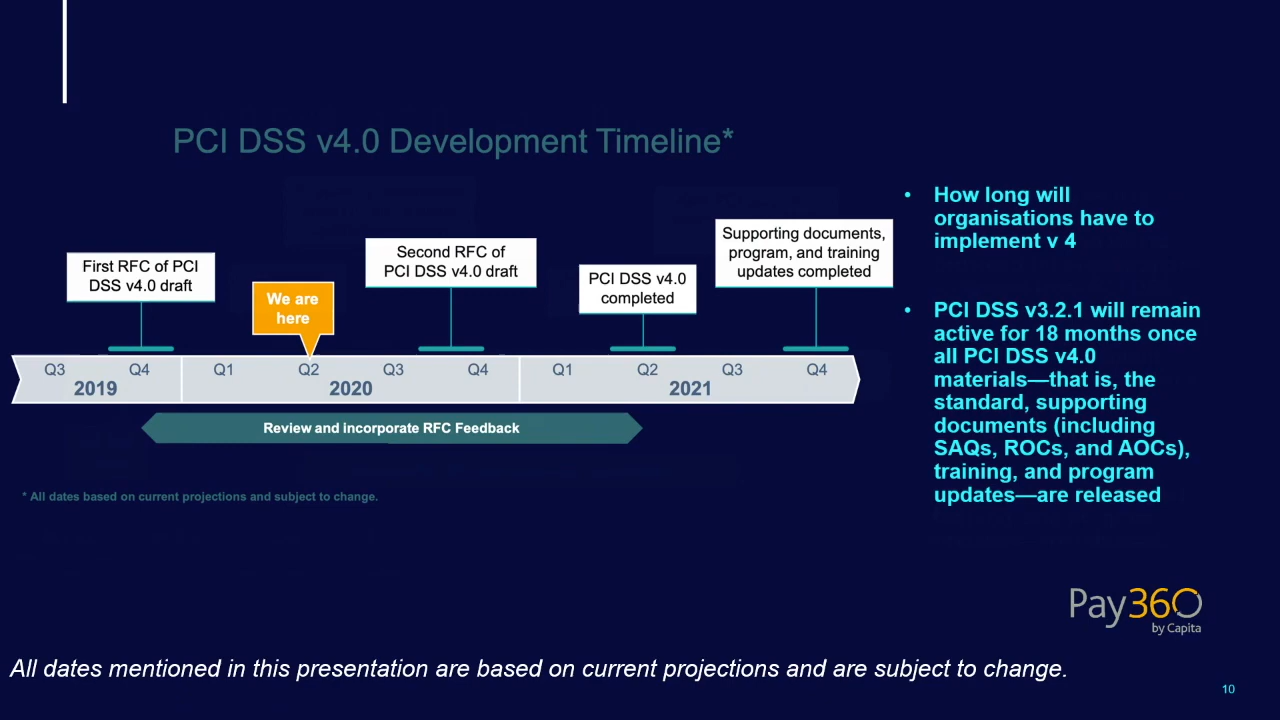 PCI DSS v4.0 Development Timeline*
First RFC of PCI
DSS v4.0 draft
We are
here
Second RFC of
PCI DSS v4.0 draft
PCI DSS v4.0
completed
Supporting documents,
program, and training
updates completed
Q3 Q4 Q1 Q2 Q3 Q4 Q1 Q2 Q3 Q4
2019 2020 2021
Review and incorporate RFC Feedback
* All dates based on current projections and subject to change.
• How long will
organisations have to
implement v 4
• PCI DSS v3.2.1 will remain
active for 18 months once
all PCI DSS v4.0
materials—that is, the
standard, supporting
documents (including
SAQs, ROCs, and AOCs),
training, and program
updates—are released
Pay360
by Capita
All dates mentioned in this presentation are based on current projections and are subject to change.
10